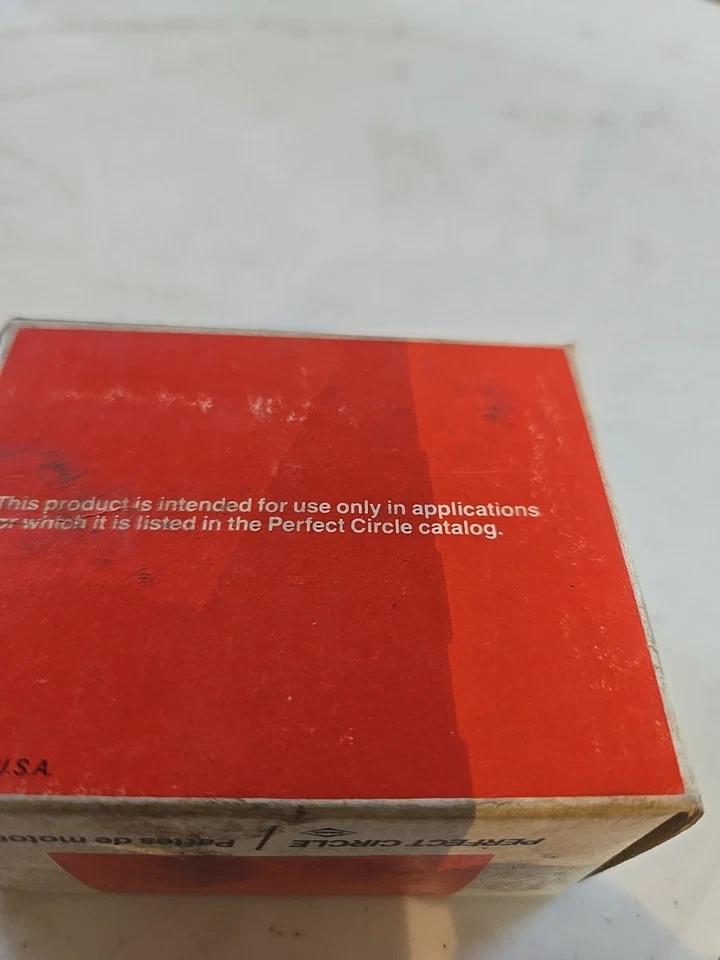 This product is intended for use only in applications
for which it is listed in the Perfect Circle catalog.
U.S.A.
PERFECT CIRCLE / Partes de motor